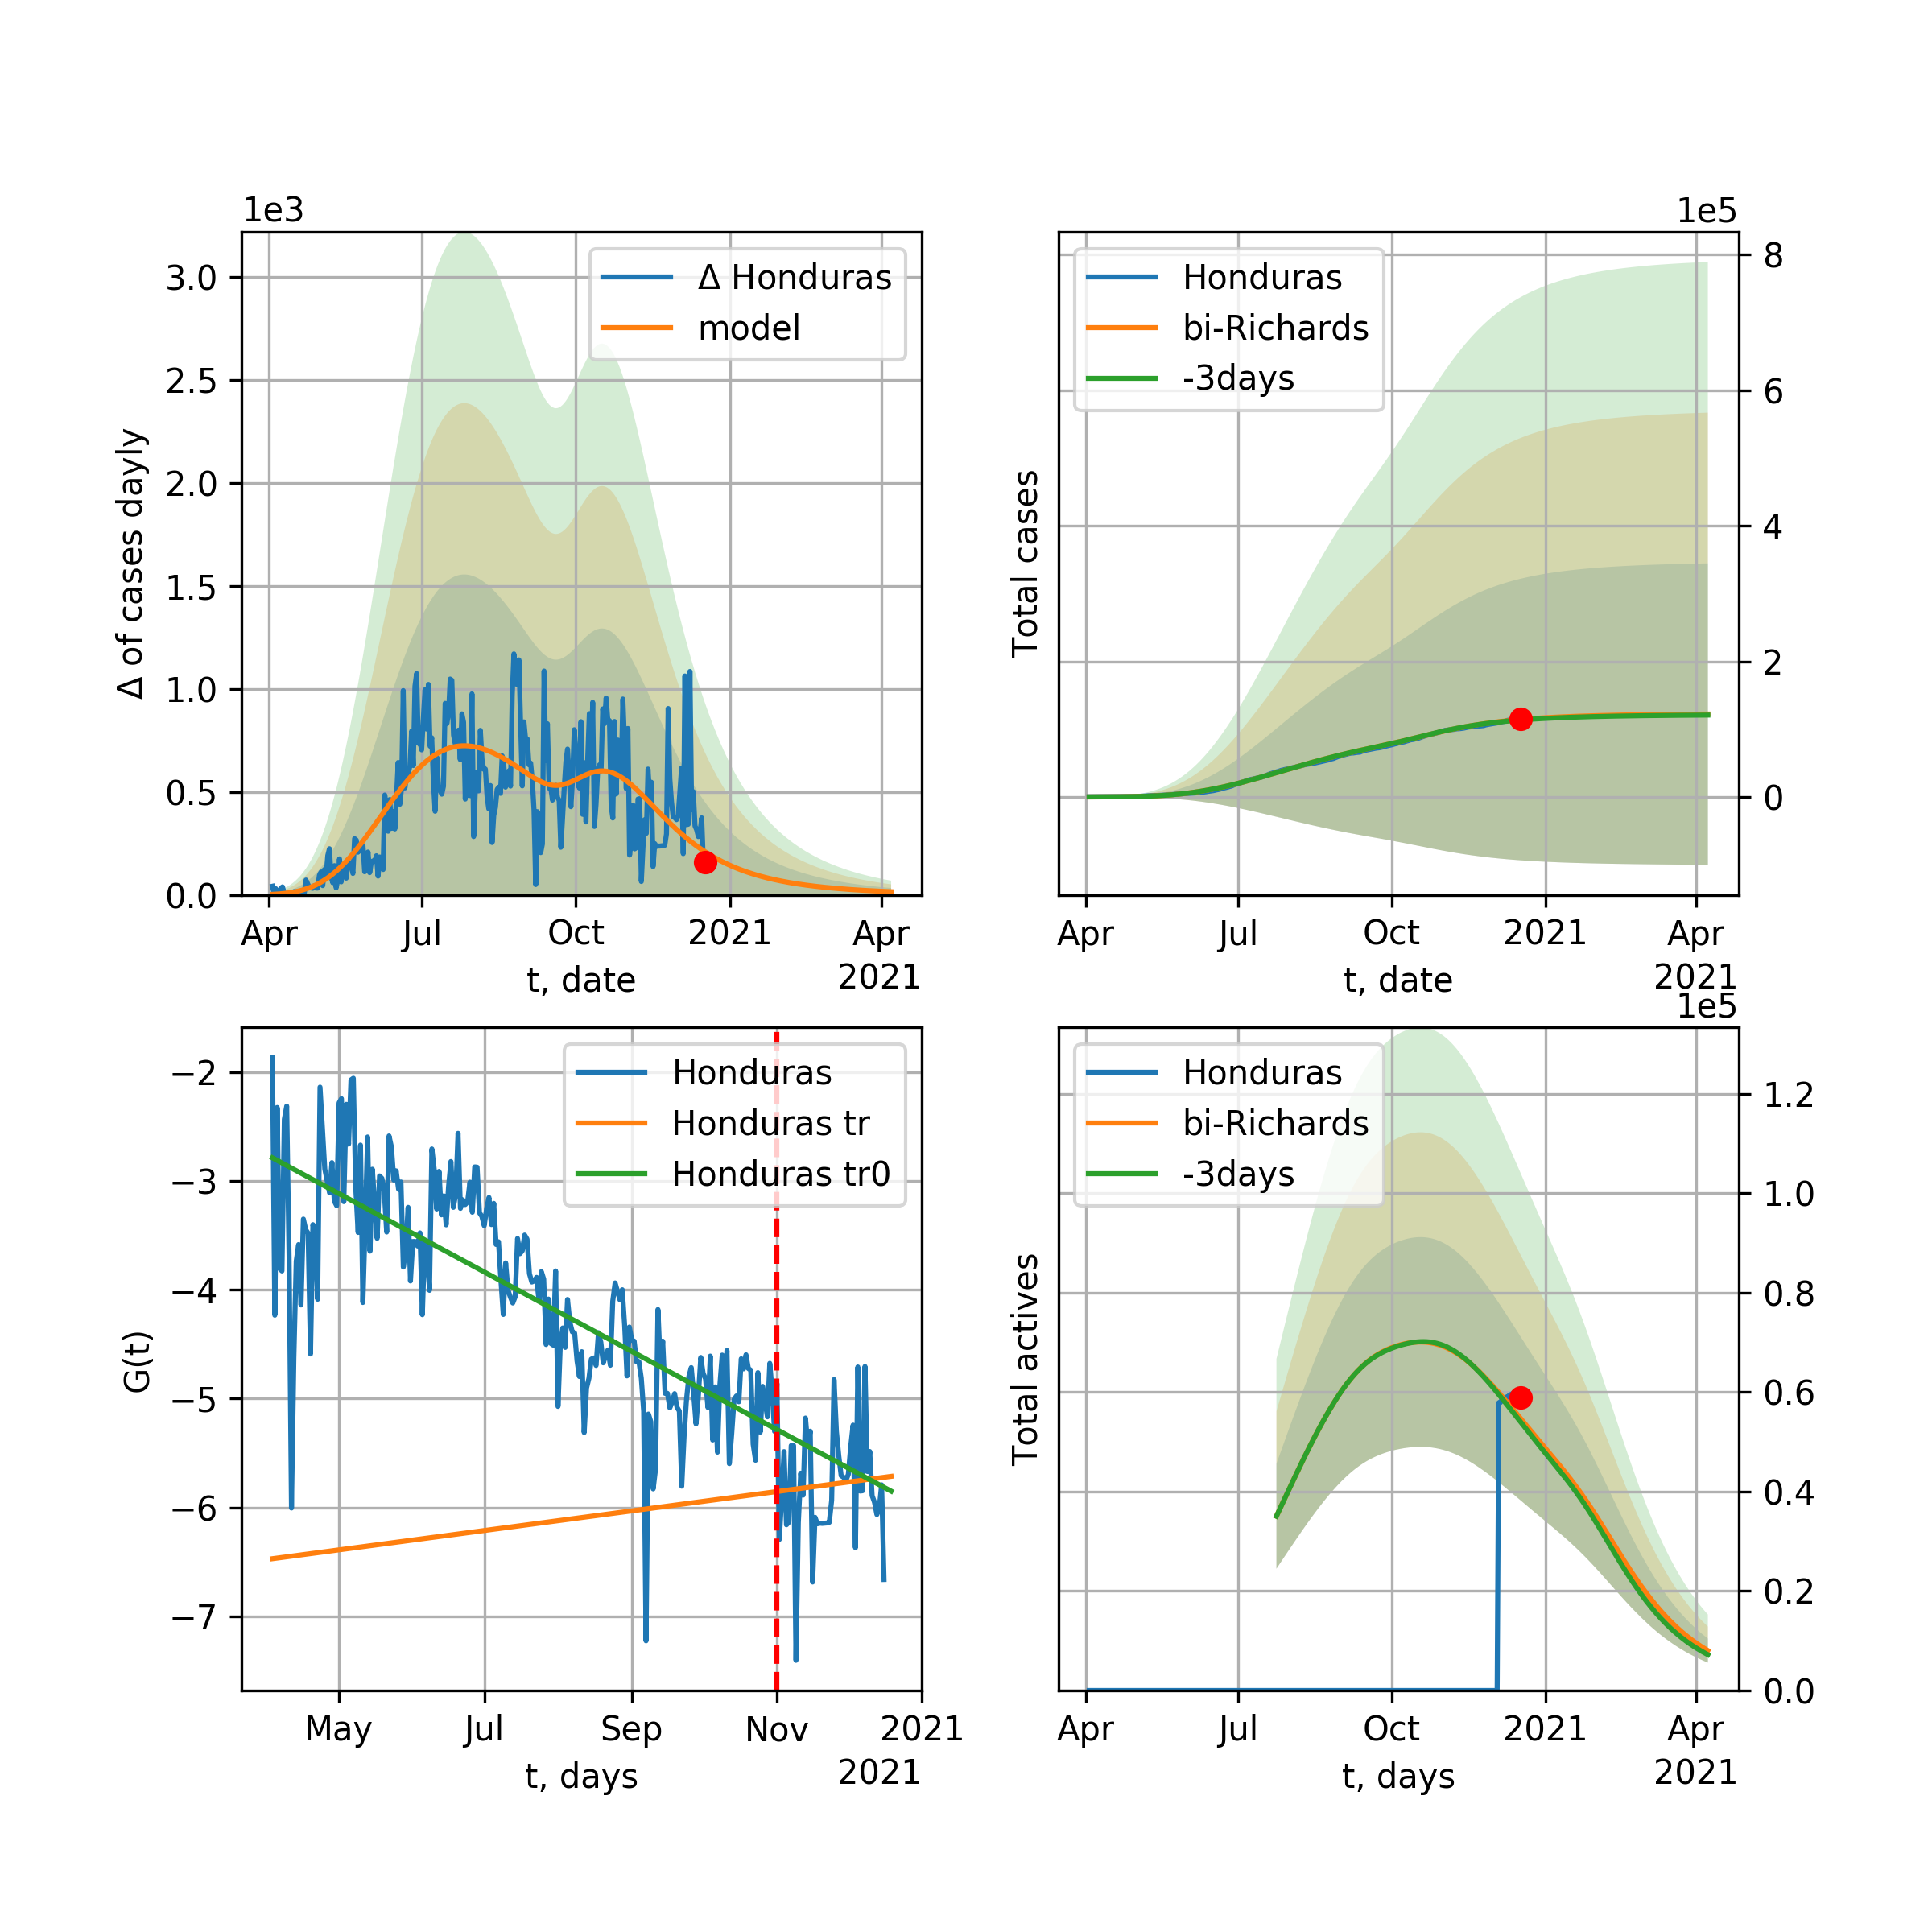 1e3
3.0
2.5
2.0
1.5
1.0
0.5
0.0
Δ of cases dayly
Δ Honduras
model
Apr Jul Oct 2021 Apr
2021
t, date
1e5
8
6
4
2
0
Total cases
Honduras
bi-Richards
-3days
Apr Jul Oct 2021 Apr
2021
t, date
−2
−3
−4
−5
−6
−7
G(t)
Honduras
Honduras tr
Honduras tr0
May Jul Sep Nov 2021
2021
t, days
1e5
1.2
1.0
0.8
0.6
0.4
0.2
0.0
Total actives
Honduras
bi-Richards
-3days
Apr Jul Oct 2021 Apr
2021
t, days